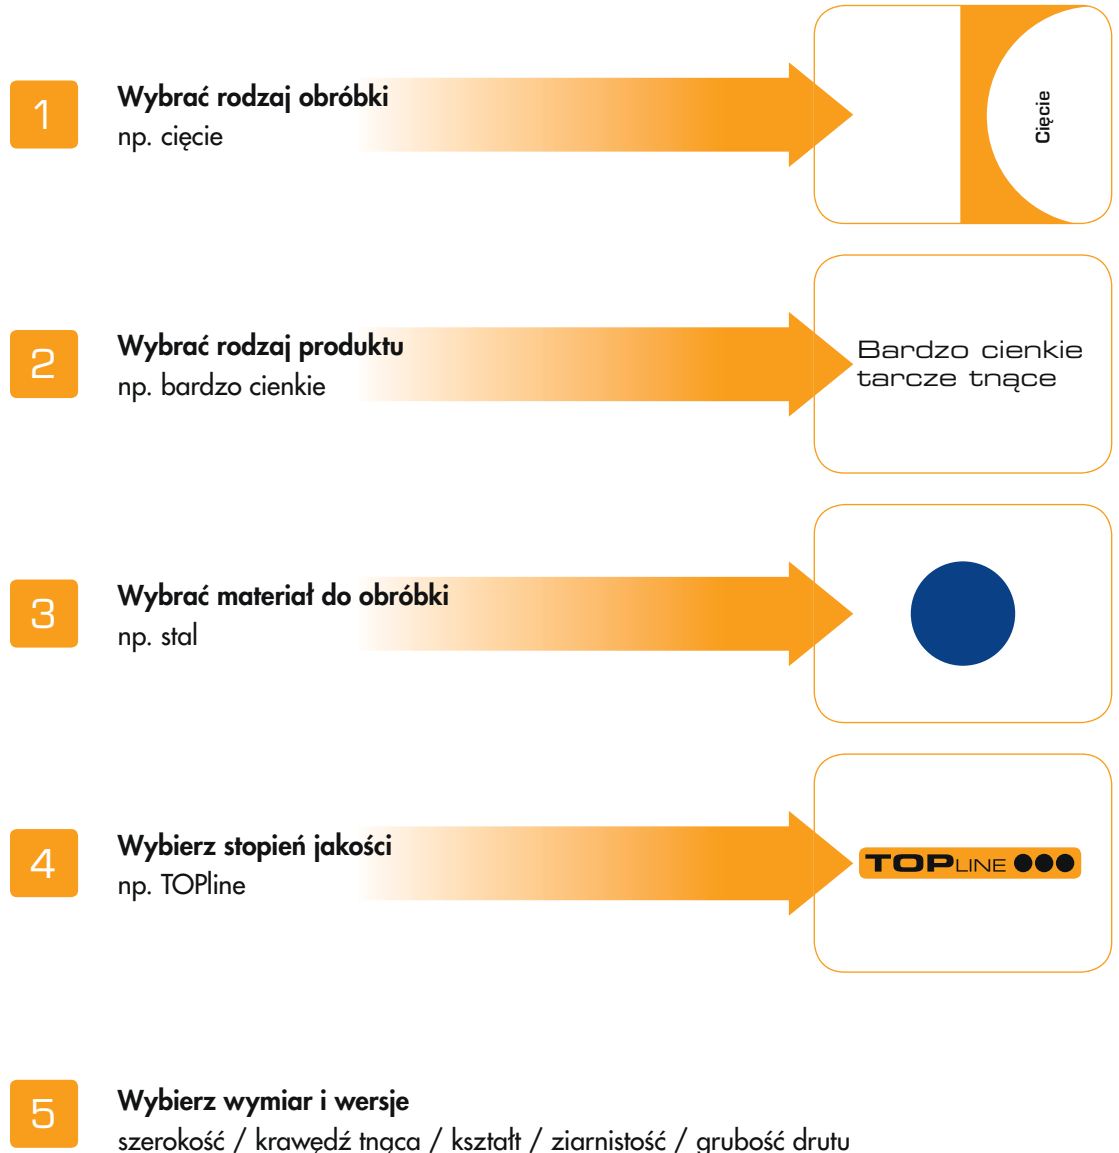 1
Wybrać rodzaj obróbki
np. cięcie
Cięcie
2
Wybrać rodzaj produktu
np. bardzo cienkie
Bardzo cienkie
tarcze tnące
3
Wybrać materiał do obróbki
np. stal
4
Wybierz stopień jakości
np. TOPline
TOPLINE
5
Wybierz wymiar i wersje
szerokość / krawędź tnąca / kształt / ziarnistość / grubość drutu